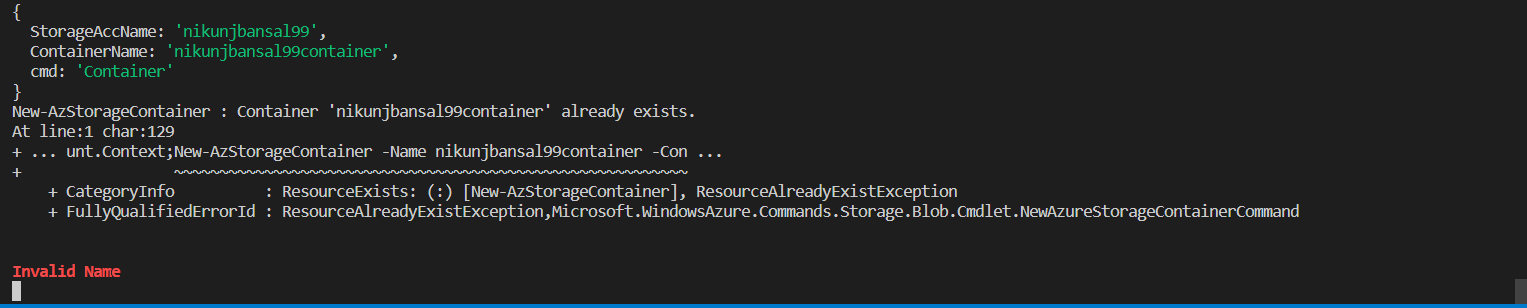 {
  StorageAccName: 'nikunjbansal99',
  ContainerName: 'nikunjbansal99container',
  cmd: 'Container'
}
New-AzStorageContainer : Container 'nikunjbansal99container' already exists.
At line:1 char:129
+ ... unt.Context;New-AzStorageContainer -Name nikunjbansal99container -Con ...
+                 ~~~~~~~~~~~~~~~~~~~~~~~~~~~~~~~~~~~~~~~~~~~~~~~~~~~~~~~~~
    + CategoryInfo          : ResourceExists: (:) [New-AzStorageContainer], ResourceAlreadyExistException
    + FullyQualifiedErrorId : ResourceAlreadyExistException,Microsoft.WindowsAzure.Commands.Storage.Blob.Cmdlet.NewAzureStorageContainerCommand
Invalid Name